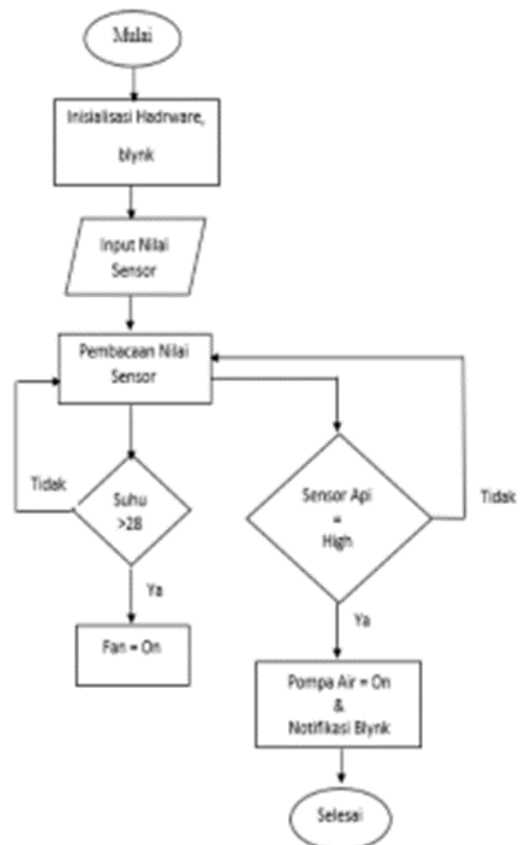 Mulai
Inisialisasi Hadrware,
blynk
Input Nilai
Sensor
Pembacaan Nilai
Sensor
Tidak
Suhu
>28
Ya
Fan = On
Sensor Api
=
High
Tidak
Ya
Pompa Air = On
&
Notifikasi Blynk
Selesai